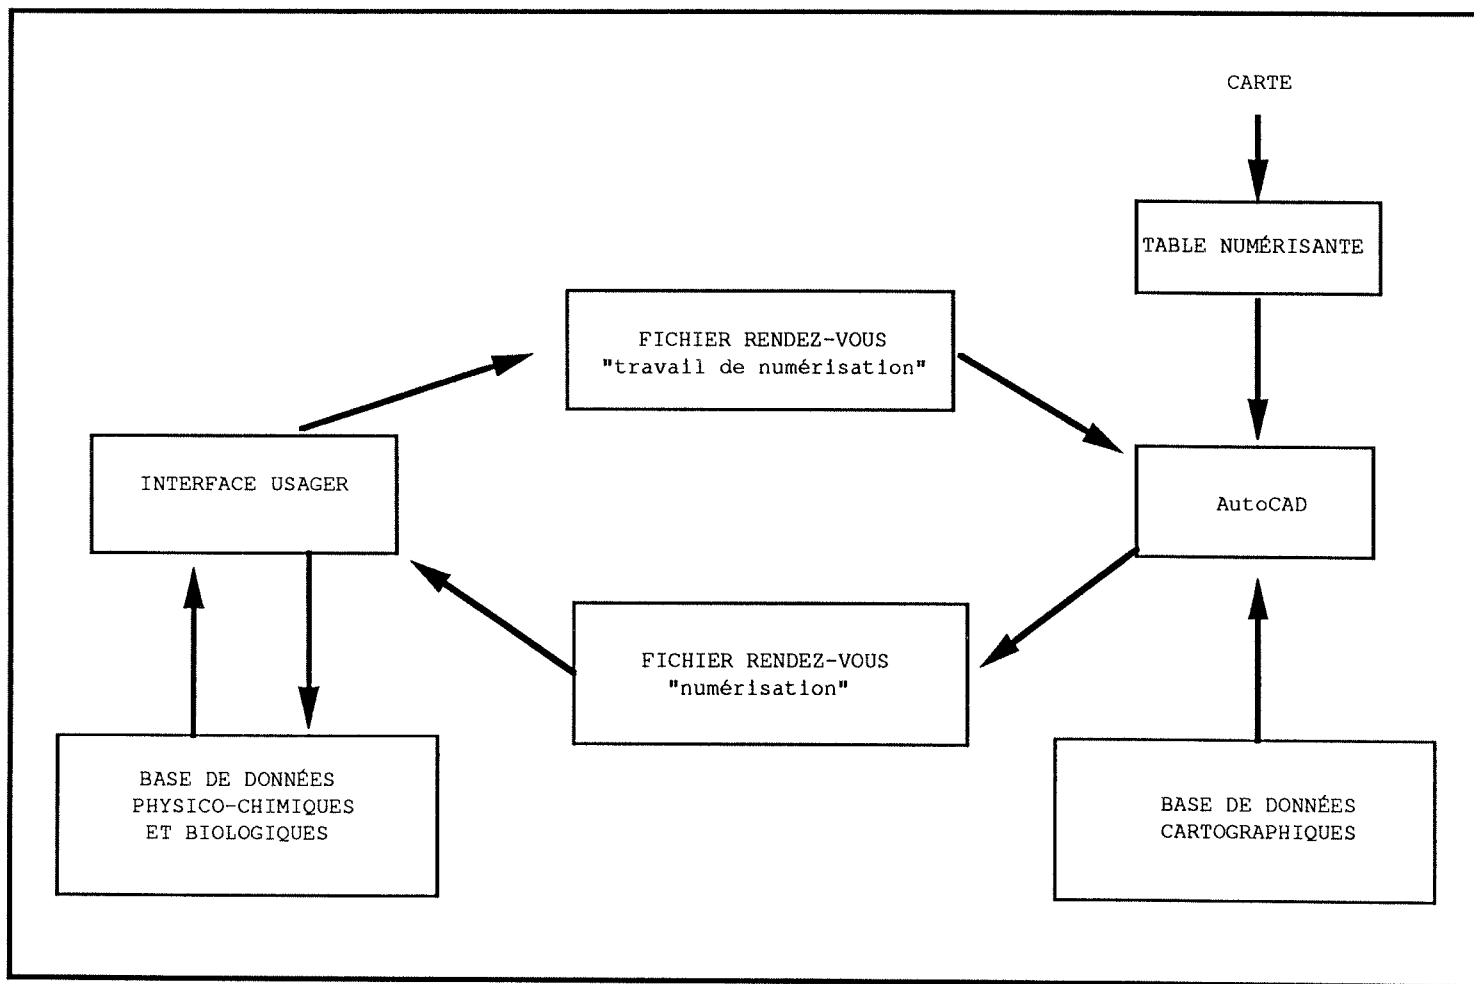 CARTE
TABLE NUMÉRISANTE
FICHIER RENDEZ-VOUS
"travail de numérisation"
INTERFACE USAGER
AutoCAD
FICHIER RENDEZ-VOUS
"numérisation"
BASE DE DONNÉES
PHYSICO-CHIMIQUES
ET BIOLOGIQUES
BASE DE DONNÉES
CARTOGRAPHIQUES